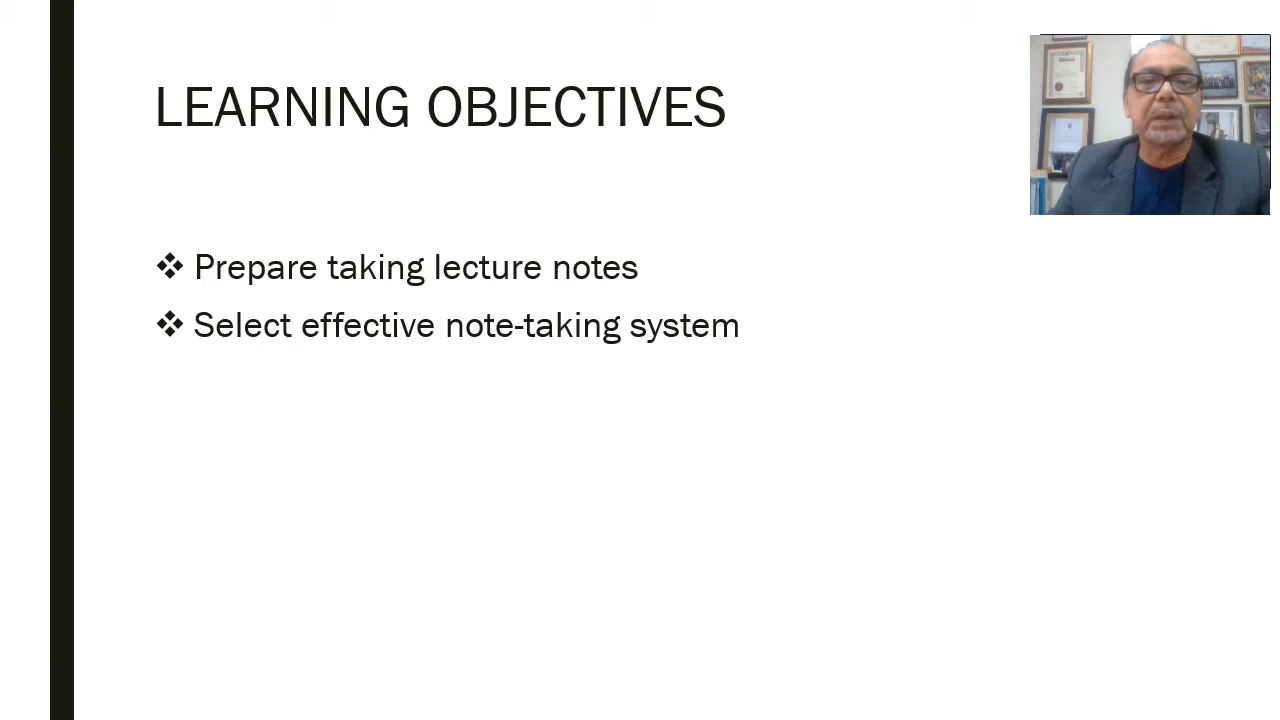 LEARNING OBJECTIVES
❖ Prepare taking lecture notes
❖ Select effective note-taking system